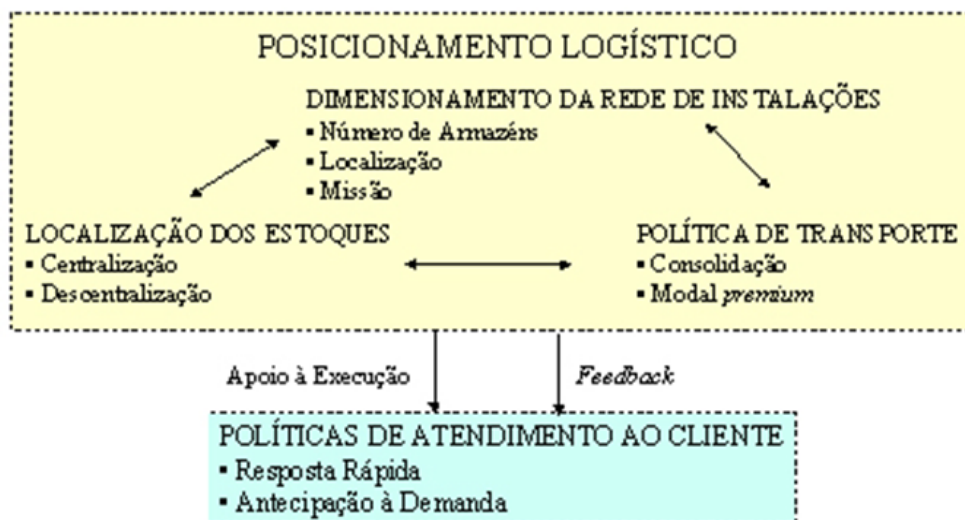 POSICIONAMENTO LOGÍSTICO
DIMENSIONAMENTO DA REDE DE INSTALAÇÕES
▪ Número de Armazéns
▪ Localização
▪ Missão
LOCALIZAÇÃO DOS ESTOQUES
▪ Centralização
▪ Descentralização
POLÍTICA DE TRANSPORTE
▪ Consolidação
▪ Modal premium
Apoio à Execução
Feedback
POLÍTICAS DE ATENDIMENTO AO CLIENTE
▪ Resposta Rápida
▪ Antecipação à Demanda